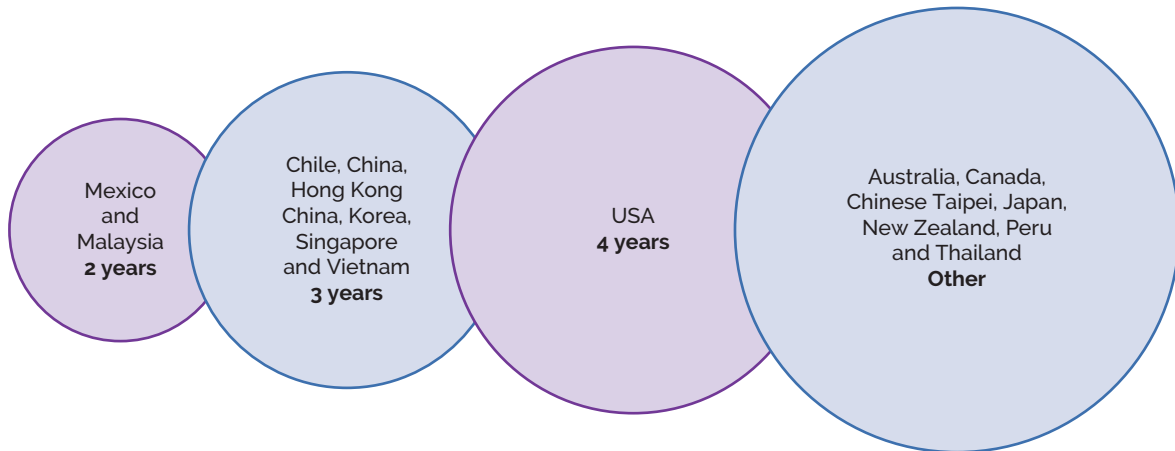 Mexico
and
Malaysia
2 years
Chile, China,
Hong Kong
China, Korea,
Singapore
and Vietnam
3 years
USA
4 years
Australia, Canada,
Chinese Taipei, Japan,
New Zealand, Peru
and Thailand
Other